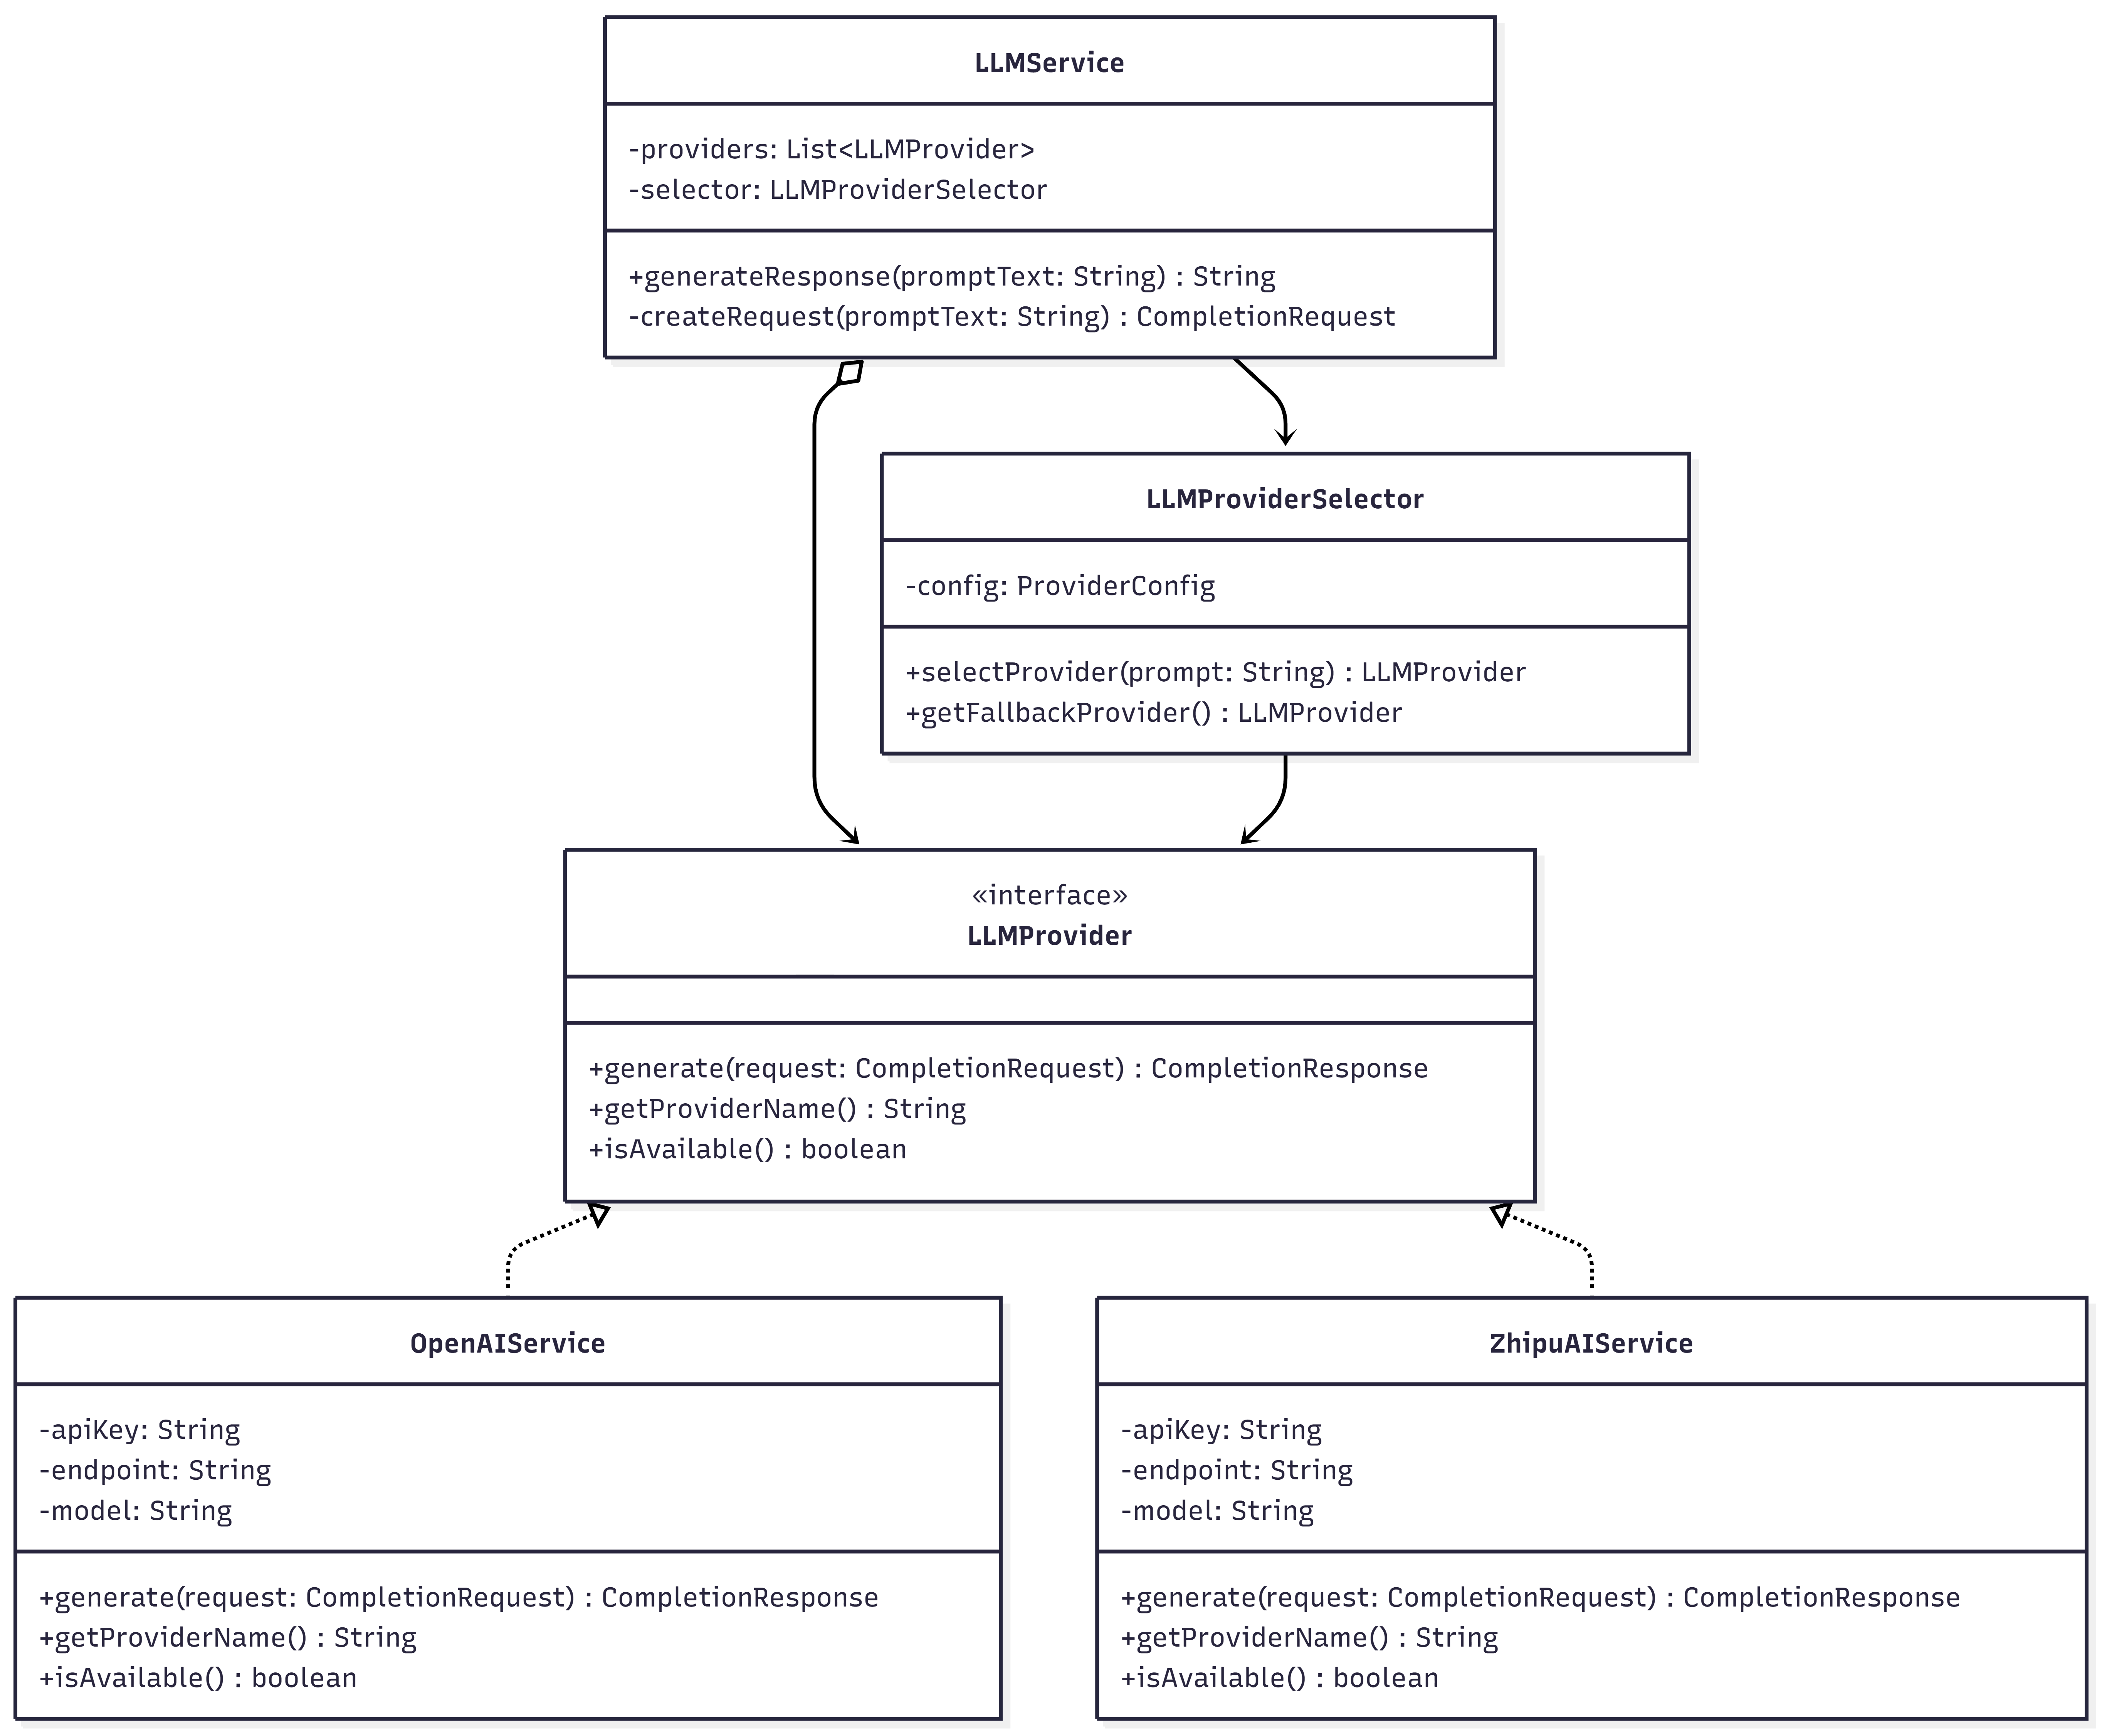 LLMService
-providers: List<LLMProvider>
-selector: LLMProviderSelector
+generateResponse(promptText: String) : String
-createRequest(promptText: String) : CompletionRequest
LLMProviderSelector
-config: ProviderConfig
+selectProvider(prompt: String) : LLMProvider
+getFallbackProvider() : LLMProvider
«interface»
LLMProvider
+generate(request: CompletionRequest) : CompletionResponse
+getProviderName() : String
+isAvailable() : boolean
OpenAIService
-apiKey: String
-endpoint: String
-model: String
+generate(request: CompletionRequest) : CompletionResponse
+getProviderName() : String
+isAvailable() : boolean
ZhipuAIService
-apiKey: String
-endpoint: String
-model: String
+generate(request: CompletionRequest) : CompletionResponse
+getProviderName() : String
+isAvailable() : boolean